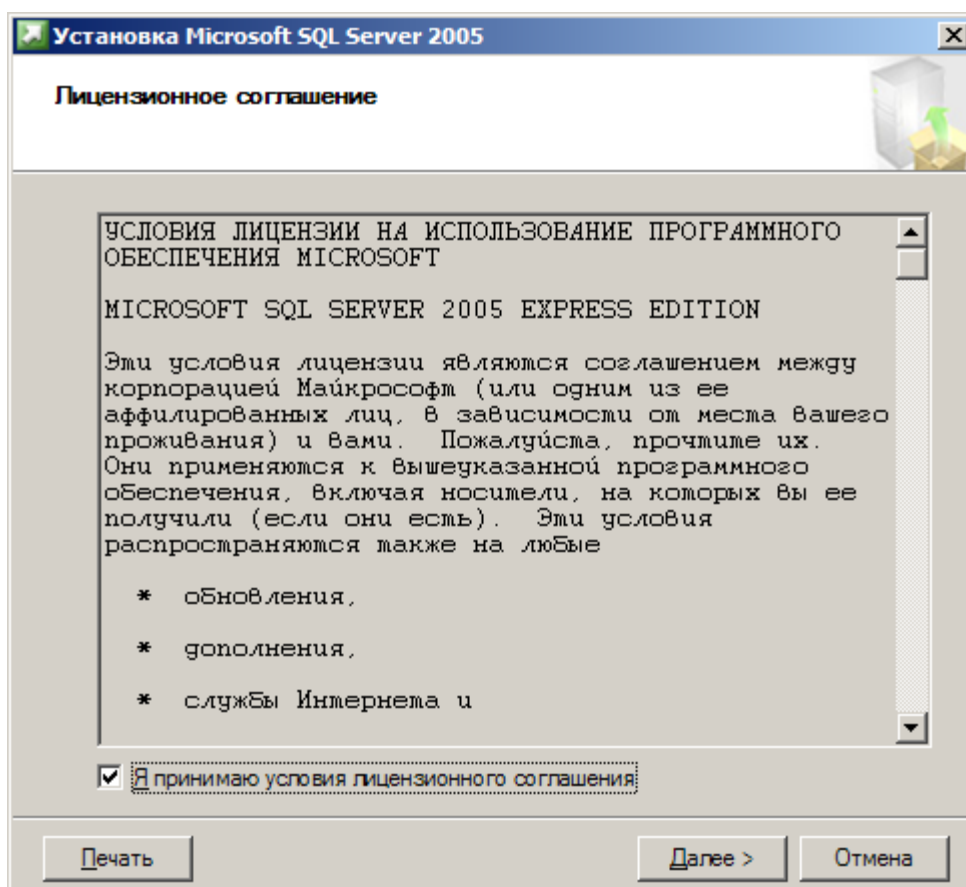 Установка Microsoft SQL Server 2005
Лицензионное соглашение
УСЛОВИЯ ЛИЦЕНЗИИ НА ИСПОЛЬЗОВАНИЕ ПРОГРАММНОГО
ОБЕСПЕЧЕНИЯ MICROSOFT
MICROSOFT SQL SERVER 2005 EXPRESS EDITION
Эти условия лицензии являются соглашением между
корпорацией Майкрософт (или одним из ее
аффилированных лиц, в зависимости от места вашего
проживания) и вами. Пожалуйста, прочтите их.
Они применяются к вышеуказанной программного
обеспечения, включая носители, на которых вы ее
получили (если они есть). Эти условия
распространяются также на любые
* обновления,
* дополнения,
* службы Интернета и
Я принимаю условия лицензионного соглашения
Печать
Далее >
Отмена